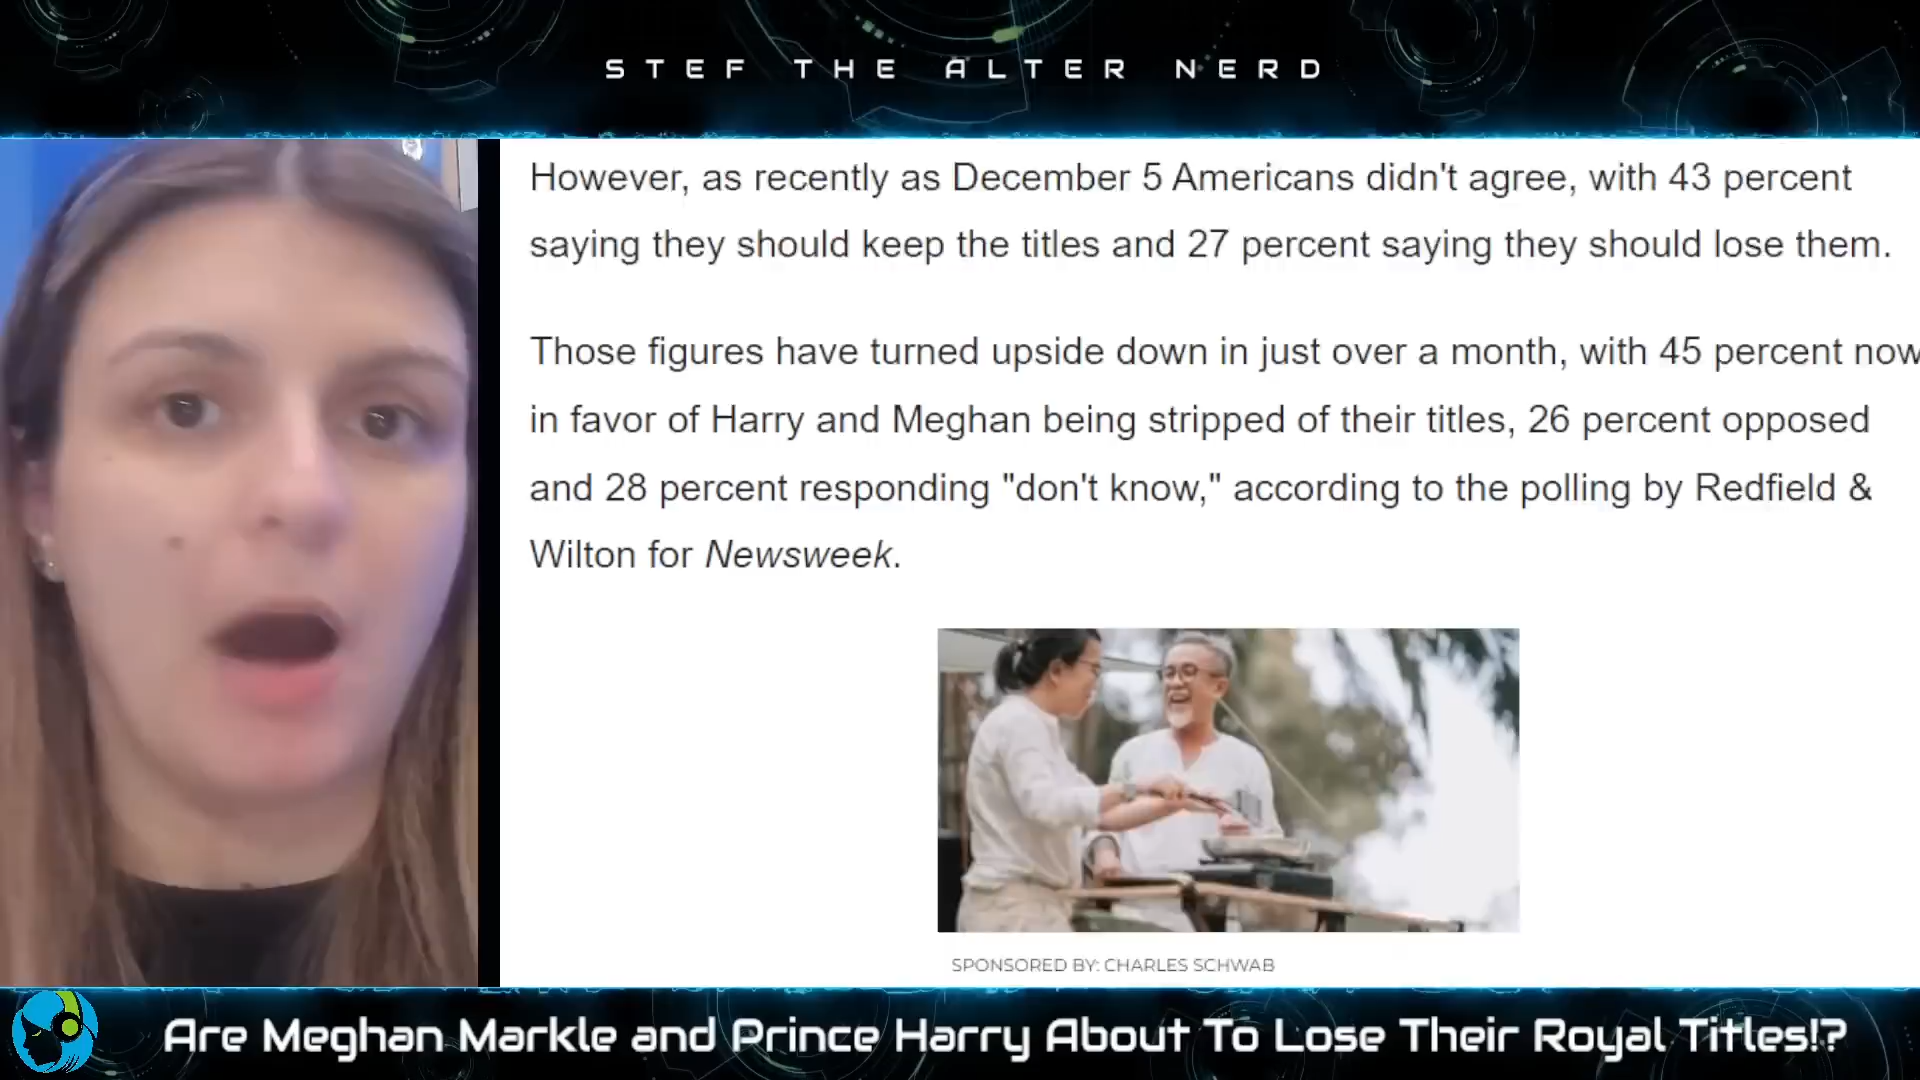 STEF THE ALTER NERD
However, as recently as December 5 Americans didn't agree, with 43 percent
saying they should keep the titles and 27 percent saying they should lose them.
Those figures have turned upside down in just over a month, with 45 percent now
in favor of Harry and Meghan being stripped of their titles, 26 percent opposed
and 28 percent responding "don't know," according to the polling by Redfield &
Wilton for Newsweek.
SPONSORED BY: CHARLES SCHWAB
Are Meghan Markle and Prince Harry About To Lose Their Royal Titles!?